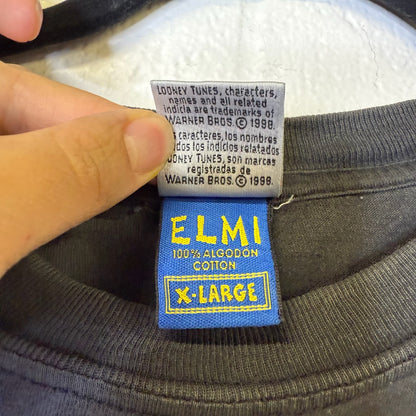 LOONEY TUNES, characters,
names and all related
indicia are trademarks of
WARNER BROS. © 1998.
caracteres, los nombres
todos los indicios relatados
LOONEY TUNES, son marcas
registradas de
WARNER BROS. © 1998.
ELMI
100% ALGODON
COTTON
X-LARGE